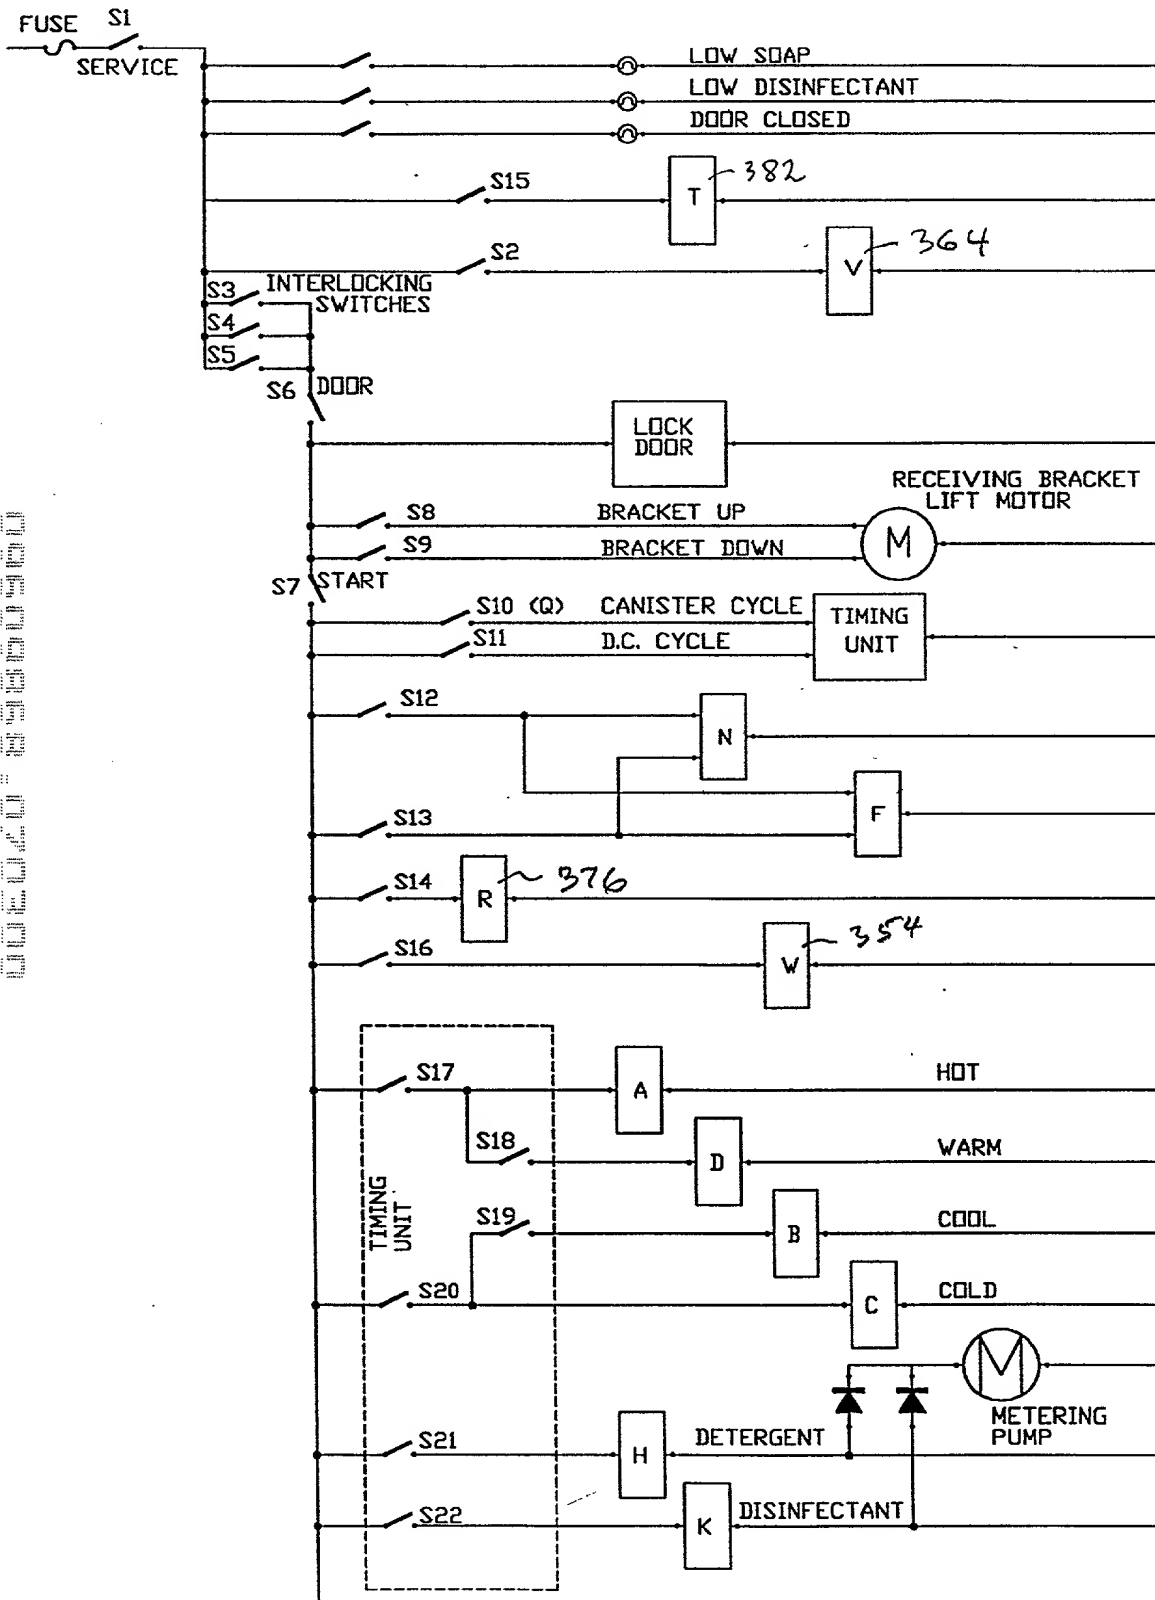 FUSE S1
SERVICE
LOW SOAP
LOW DISINFECTANT
DOOR CLOSED
S15
T
382
S2
V
364
S3 INTERLOCKING
SWITCHES
S4
S5
S6 DOOR
LOCK
DOOR
RECEIVING BRACKET
LIFT MOTOR
S8 BRACKET UP
M
S9 BRACKET DOWN
S7 START
S10 (Q) CANISTER CYCLE
TIMING
UNIT
S11 D.C. CYCLE
S12
N
S13
F
S14
R
376
S16
W
354
S17
A
HOT
S18
D
WARM
TIMING
UNIT
S19
B
COOL
S20
C
COLD
M
METERING
PUMP
S21
H
DETERGENT
S22
K
DISINFECTANT